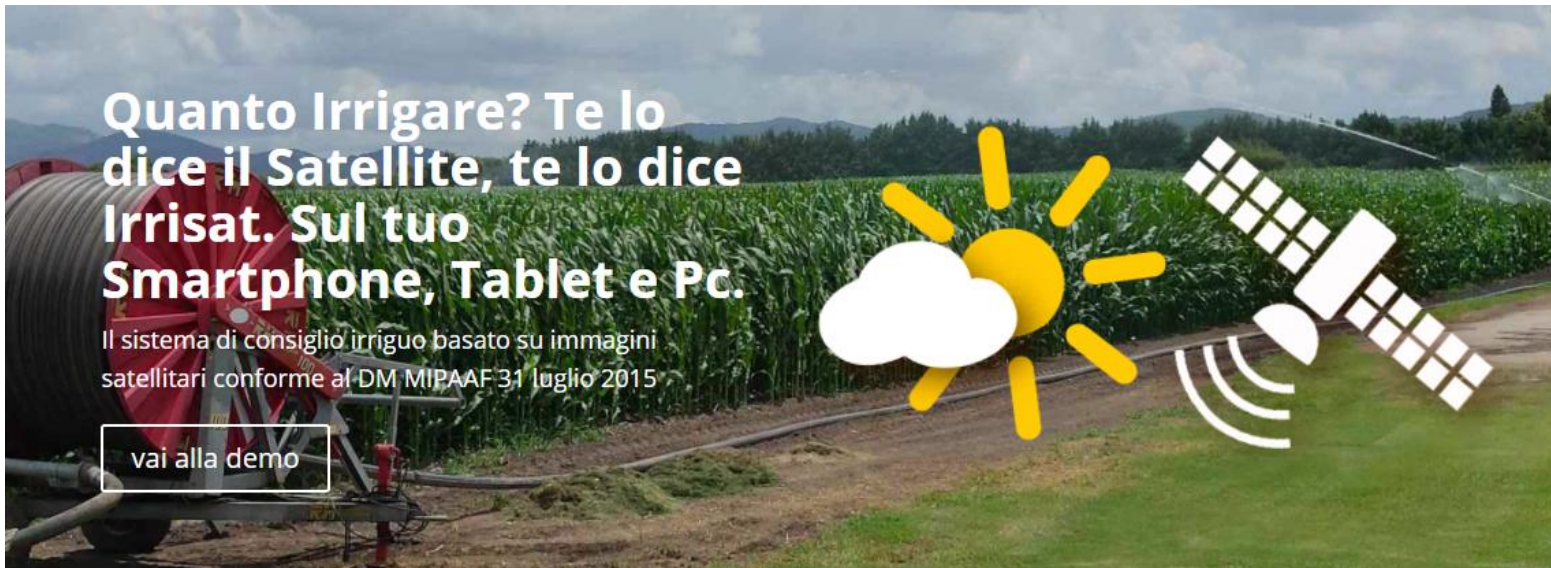 Quanto Irrigare? Te lo
dice il Satellite, te lo dice
Irrisat. Sul tuo
Smartphone, Tablet e Pc.
Il sistema di consiglio irriguo basato su immagini
satellitari conforme al DM MIPAAF 31 luglio 2015
vai alla demo